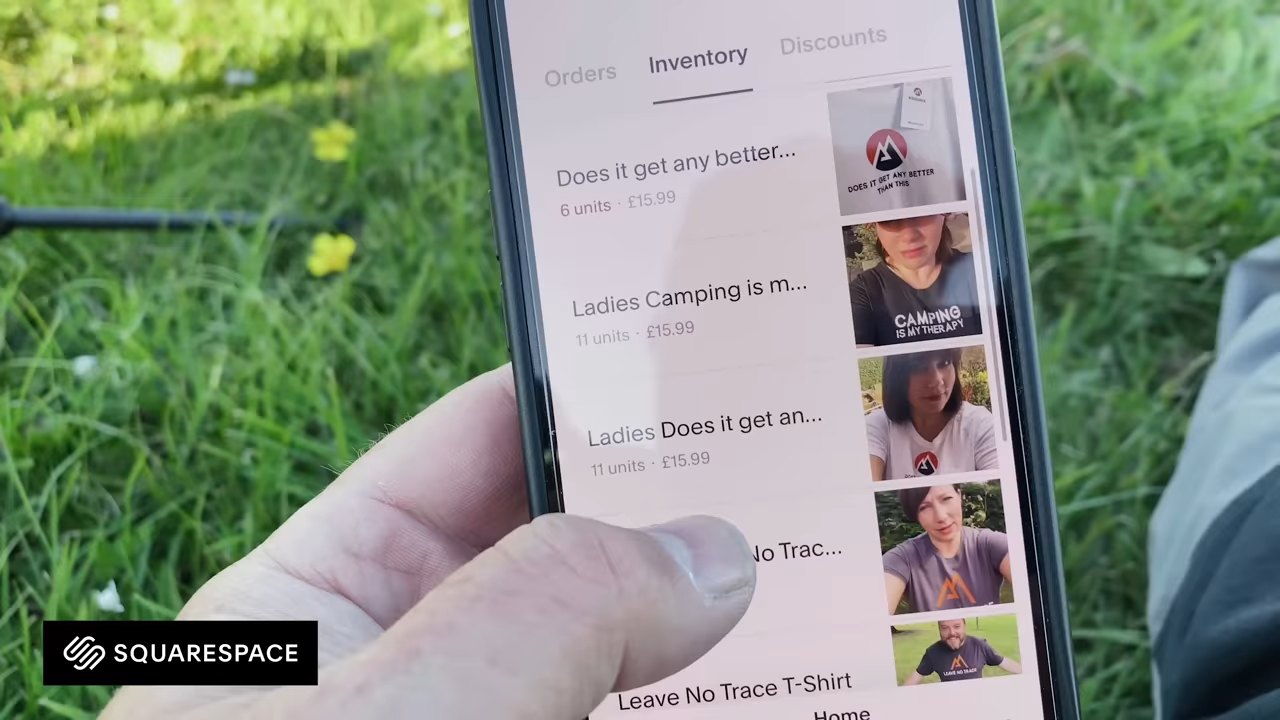 Orders
Inventory
Discounts
Does it get any better...
6 units · £15.99
DOES IT GET ANY BETTER
THAN THIS
Ladies Camping is m...
11 units · £15.99
CAMPING
IS MY THERAPY
Ladies Does it get an...
11 units · £15.99
No Trac...
Leave No Trace T-Shirt
LEAVE NO TRACE
Home
SQUARESPACE